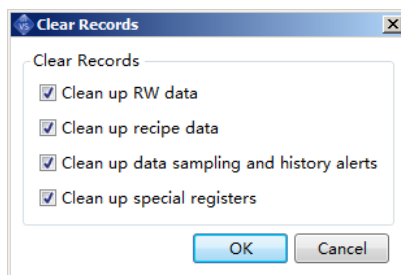 VS Clear Records
Clear Records
Clean up RW data
Clean up recipe data
Clean up data sampling and history alerts
Clean up special registers
OK Cancel